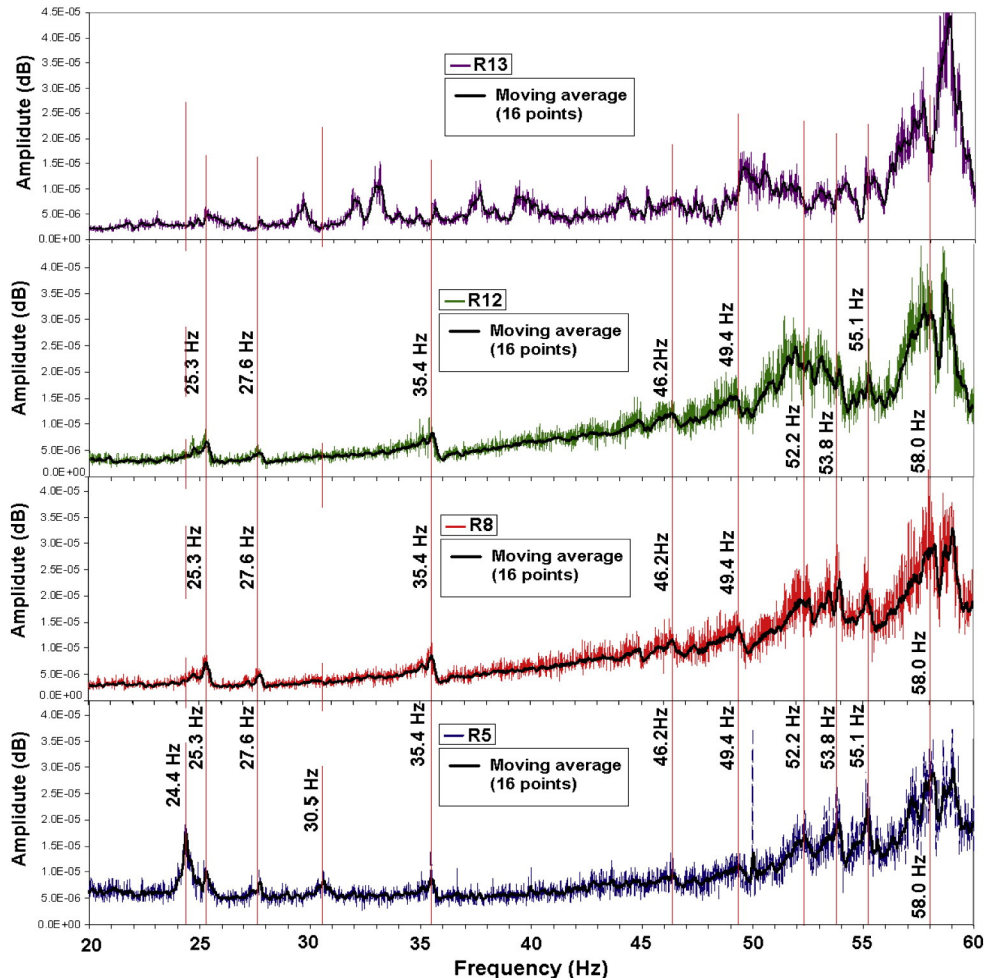 4.5E-05
4.0E-05
3.5E-05
3.0E-05
2.5E-05
2.0E-05
1.5E-05
1.0E-05
5.0E-06
0.0E+00
Amplidute (dB)
R13
Moving average
(16 points)
4.0E-05
3.5E-05
3.0E-05
2.5E-05
2.0E-05
1.5E-05
1.0E-05
5.0E-06
0.0E+00
Amplidute (dB)
R12
Moving average
(16 points)
25.3 Hz
27.6 Hz
35.4 Hz
46.2Hz
49.4 Hz
52.2 Hz
53.8 Hz
55.1 Hz
58.0 Hz
4.0E-05
3.5E-05
3.0E-05
2.5E-05
2.0E-05
1.5E-05
1.0E-05
5.0E-06
0.0E+00
Amplidute (dB)
R8
Moving average
(16 points)
25.3 Hz
27.6 Hz
35.4 Hz
46.2Hz
49.4 Hz
58.0 Hz
4.0E-05
3.5E-05
3.0E-05
2.5E-05
2.0E-05
1.5E-05
1.0E-05
5.0E-06
0.0E+00
Amplidute (dB)
R5
Moving average
(16 points)
24.4 Hz
25.3 Hz
27.6 Hz
30.5 Hz
35.4 Hz
46.2Hz
49.4 Hz
52.2 Hz
53.8 Hz
55.1 Hz
58.0 Hz
20 25 30 35 40 45 50 55 60
Frequency (Hz)